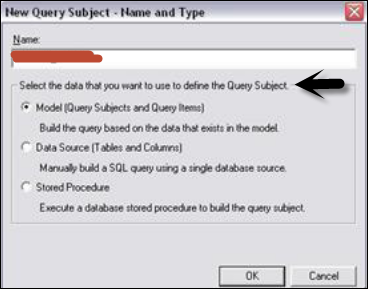 New Query Subject - Name and Type
Name:
Select the data that you want to use to define the Query Subject.
Model (Query Subjects and Query Items)
Build the query based on the data that exists in the model.
Data Source (Tables and Columns)
Manually build a SQL query using a single database source.
Stored Procedure
Execute a database stored procedure to build the query subject.
OK Cancel